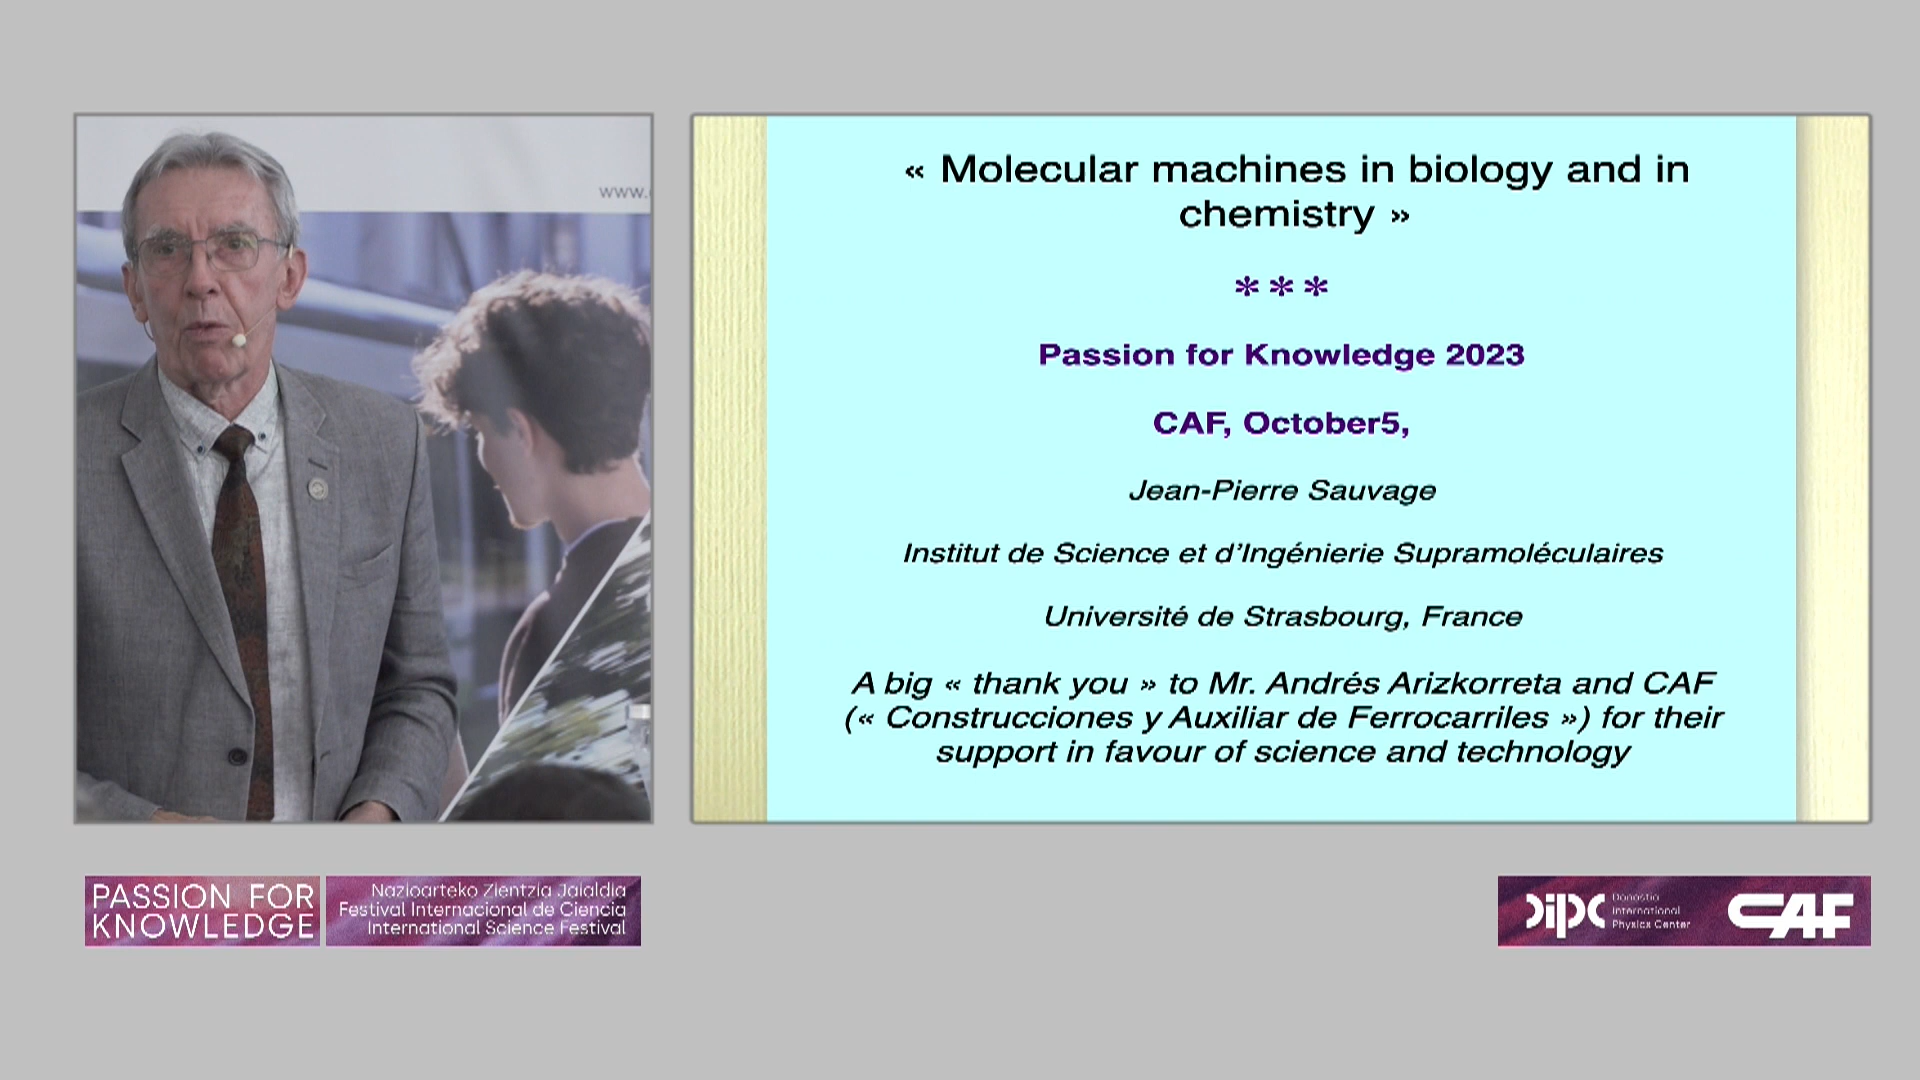 www.
« Molecular machines in biology and in
chemistry »
* * *
Passion for Knowledge 2023
CAF, October5,
Jean-Pierre Sauvage
Institut de Science et d’Ingénierie Supramoléculaires
Université de Strasbourg, France
A big « thank you » to Mr. Andrés Arizkorreta and CAF
(« Construcciones y Auxiliar de Ferrocarriles ») for their
support in favour of science and technology
PASSION FOR
KNOWLEDGE
Nazioarteko Zientzia Jaialdia
Festival Internacional de Ciencia
International Science Festival
dipc
Donostia
International
Physics Center
CAF